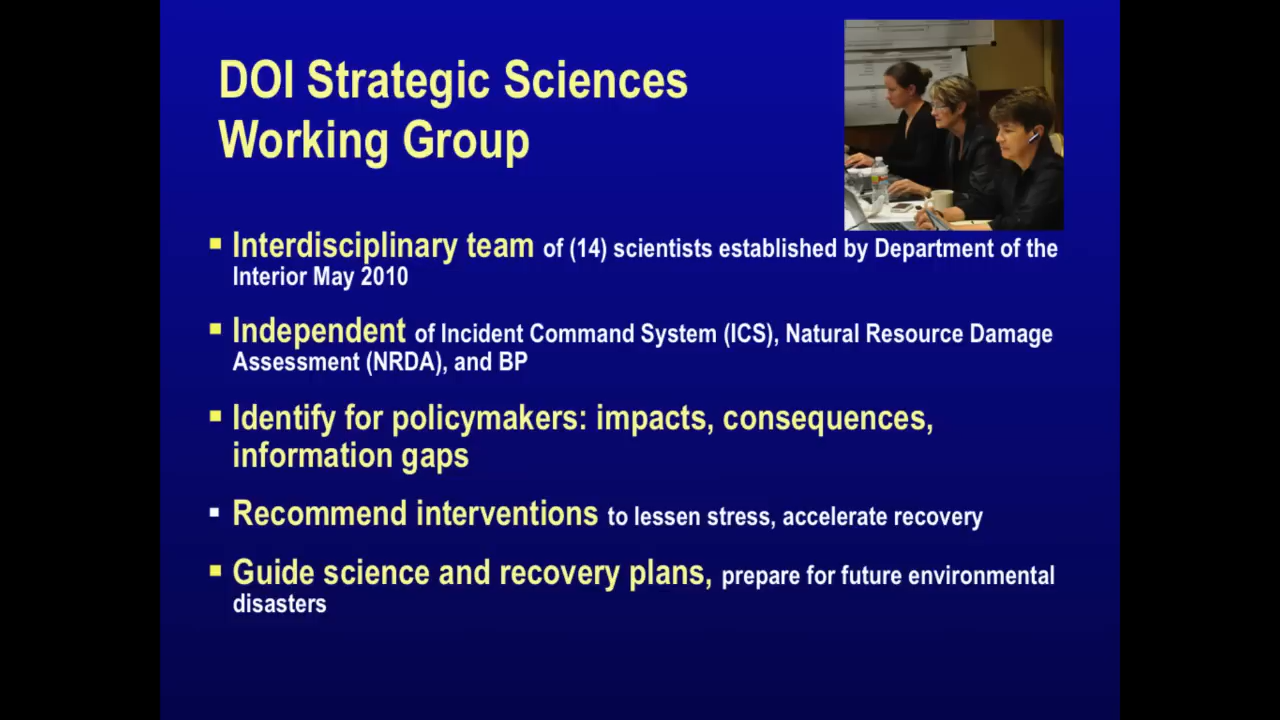 DOI Strategic Sciences
Working Group
▪ Interdisciplinary team of (14) scientists established by Department of the
Interior May 2010
▪ Independent of Incident Command System (ICS), Natural Resource Damage
Assessment (NRDA), and BP
▪ Identify for policymakers: impacts, consequences,
information gaps
▪ Recommend interventions to lessen stress, accelerate recovery
▪ Guide science and recovery plans, prepare for future environmental
disasters